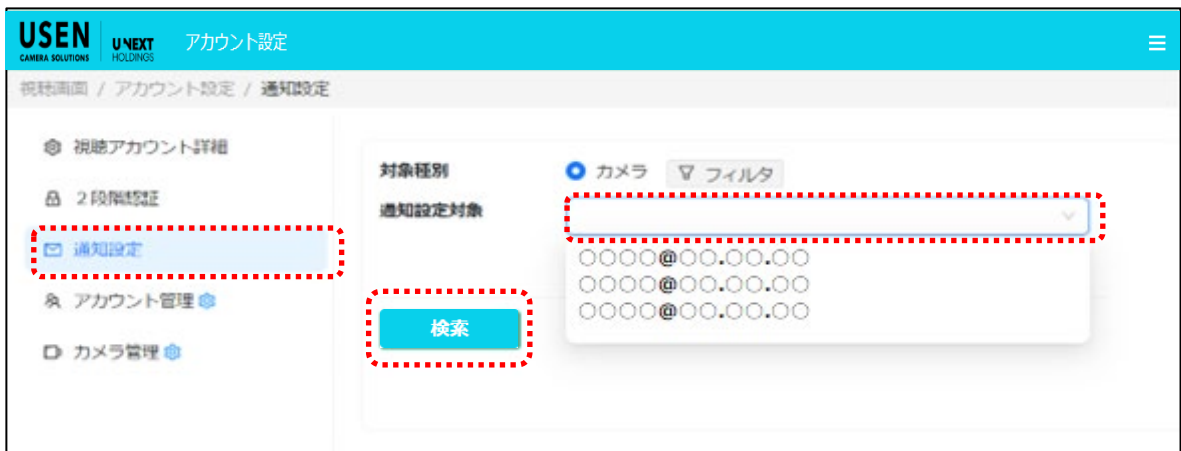 USEN
CAMERA SOLUTIONS
UNEXT
HOLDINGS
アカウント設定
視聴画面 / アカウント設定 / 通知設定
視聴アカウント詳細
2段階認証
通知設定
アカウント管理
カメラ管理
対象種別
カメラ
フィルタ
通知設定対象
○○○○@○○.○○.○○
○○○○@○○.○○.○○
○○○○@○○.○○.○○
検索